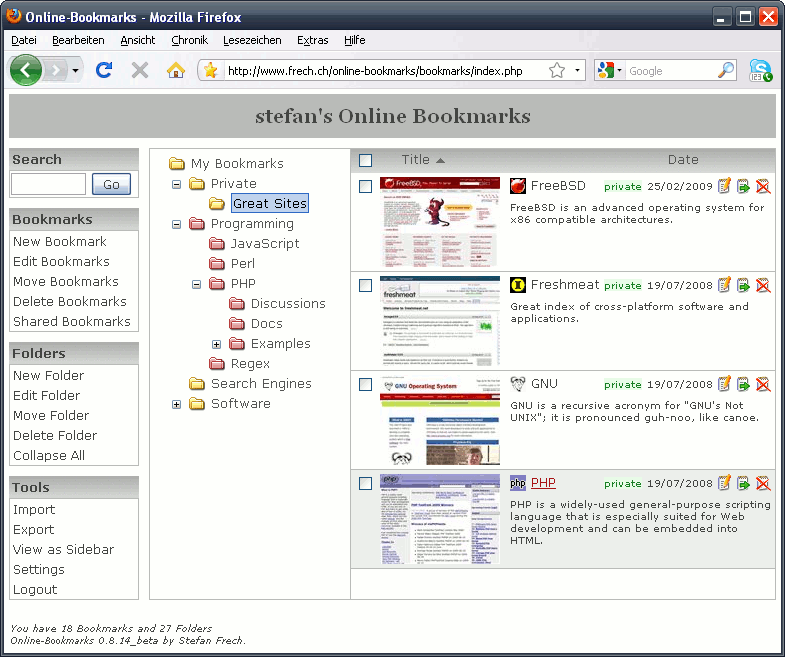 Online-Bookmarks - Mozilla Firefox
Datei Bearbeiten Ansicht Chronik Lesezeichen Extras Hilfe
http://www.frech.ch/online-bookmarks/bookmarks/index.php
Google
stefan's Online Bookmarks
Search
Go
Bookmarks
New Bookmark
Edit Bookmarks
Move Bookmarks
Delete Bookmarks
Shared Bookmarks
Folders
New Folder
Edit Folder
Move Folder
Delete Folder
Collapse All
Tools
Import
Export
View as Sidebar
Settings
Logout
My Bookmarks
Private
Great Sites
Programming
JavaScript
Perl
PHP
Discussions
Docs
Examples
Regex
Search Engines
Software
Title Date
FreeBSD
FreeBSD private 25/02/2009
FreeBSD is an advanced operating system for
x86 compatible architectures.
freshmeat
Freshmeat private 19/07/2008
Great index of cross-platform software and
applications.
GNU Operating System
GNU private 19/07/2008
GNU is a recursive acronym for "GNU's Not
UNIX"; it is pronounced guh-noo, like canoe.
php
php PHP private 19/07/2008
PHP is a widely-used general-purpose scripting
language that is especially suited for Web
development and can be embedded into
HTML.
You have 18 Bookmarks and 27 Folders
Online-Bookmarks 0.8.14_beta by Stefan Frech.